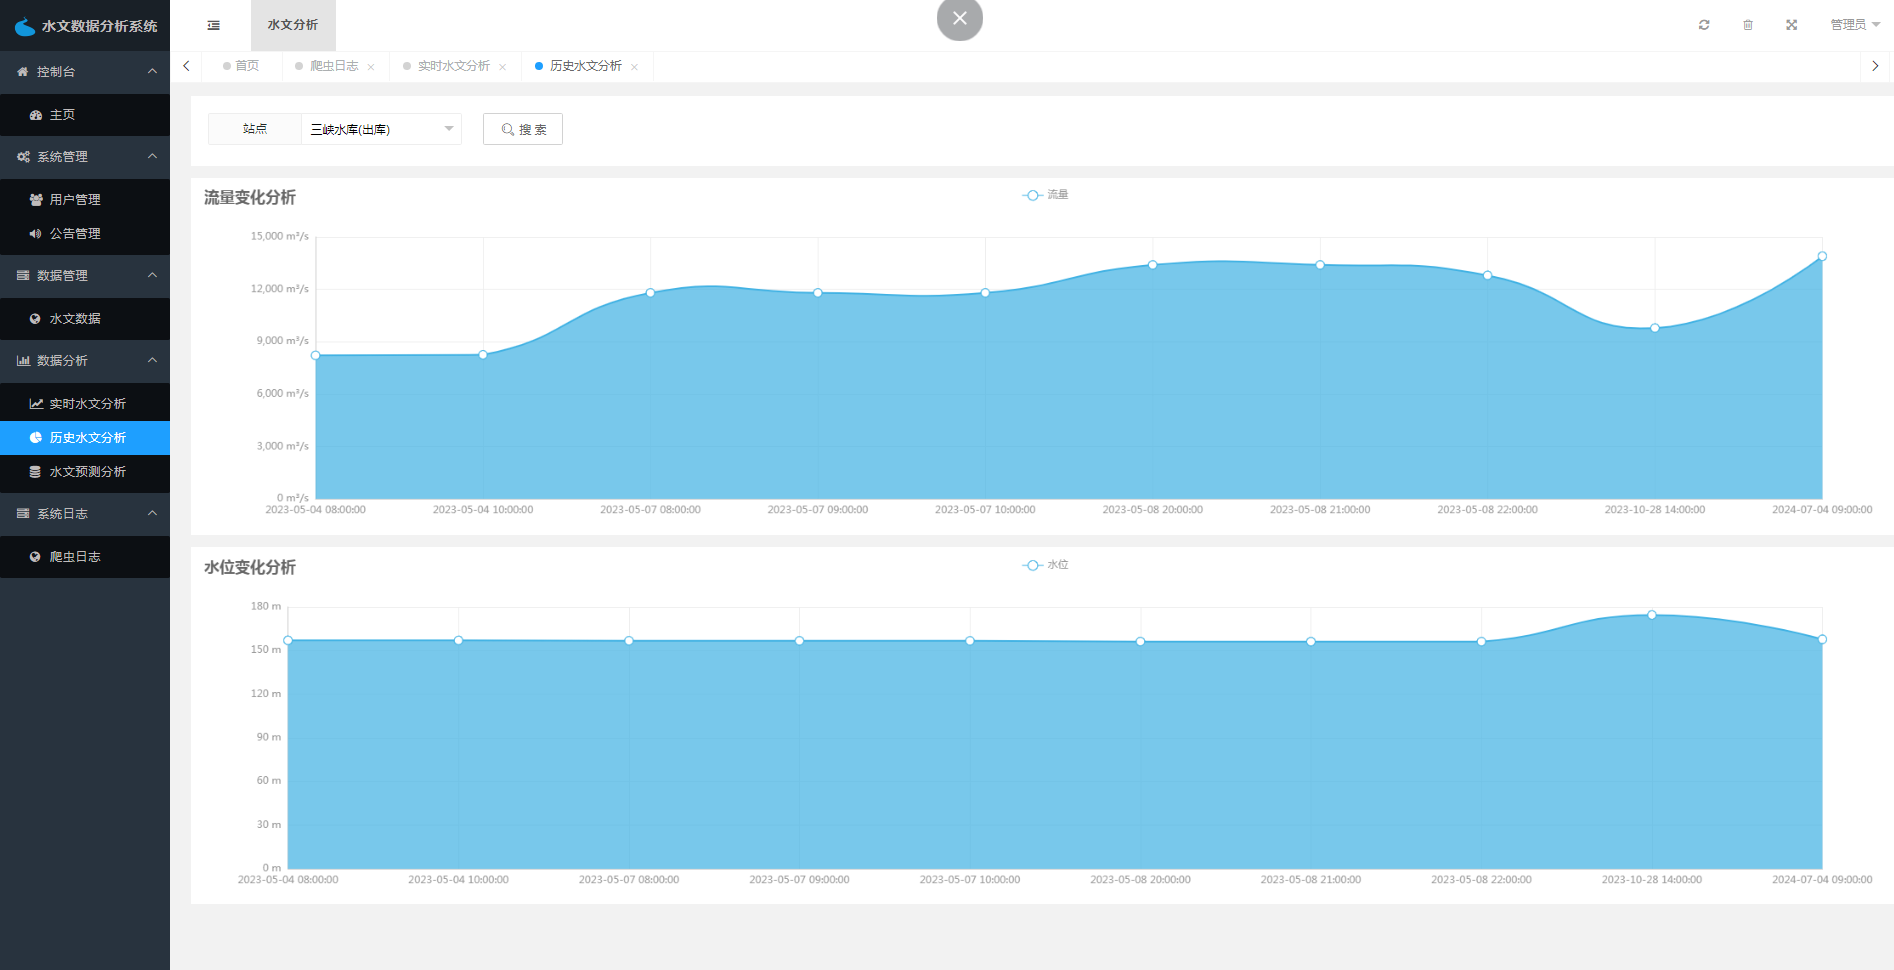 水文数据分析系统
水文分析
管理员
控制台
主页
系统管理
用户管理
公告管理
数据管理
水文数据
数据分析
实时水文分析
历史水文分析
水文预测分析
系统日志
爬虫日志
首页
爬虫日志
实时水文分析
历史水文分析
站点
三峡水库(出库)
搜 索
流量变化分析
流量
15,000 m³/s
12,000 m³/s
9,000 m³/s
6,000 m³/s
3,000 m³/s
0 m³/s
2023-05-04 08:00:00
2023-05-04 10:00:00
2023-05-07 08:00:00
2023-05-07 09:00:00
2023-05-07 10:00:00
2023-05-08 20:00:00
2023-05-08 21:00:00
2023-05-08 22:00:00
2023-10-28 14:00:00
2024-07-04 09:00:00
水位变化分析
水位
180 m
150 m
120 m
90 m
60 m
30 m
0 m
2023-05-04 08:00:00
2023-05-04 10:00:00
2023-05-07 08:00:00
2023-05-07 09:00:00
2023-05-07 10:00:00
2023-05-08 20:00:00
2023-05-08 21:00:00
2023-05-08 22:00:00
2023-10-28 14:00:00
2024-07-04 09:00:00